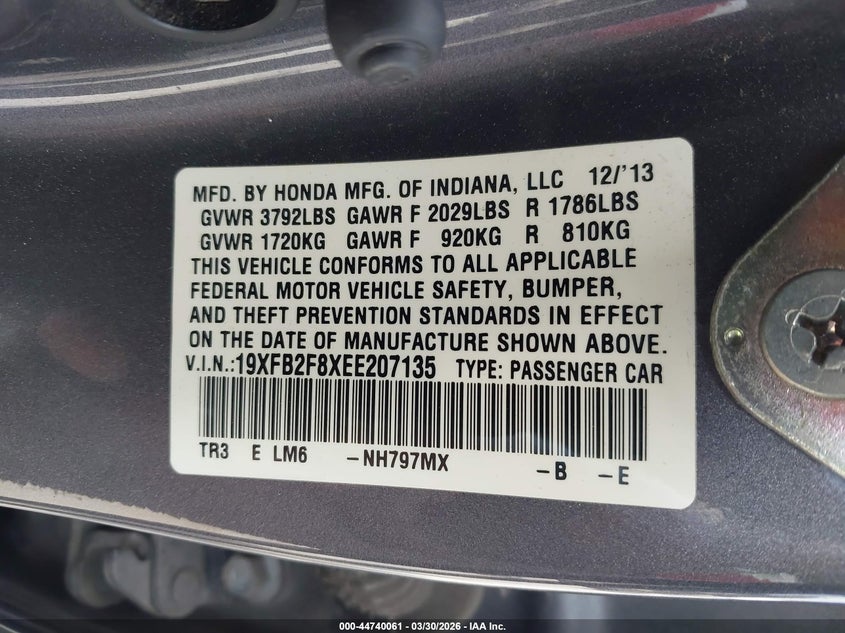 MFD. BY HONDA MFG. OF INDIANA, LLC 12/'13
GVWR 3792LBS GAWR F 2029LBS R 1786LBS
GVWR 1720KG GAWR F 920KG R 810KG
THIS VEHICLE CONFORMS TO ALL APPLICABLE
FEDERAL MOTOR VEHICLE SAFETY, BUMPER,
AND THEFT PREVENTION STANDARDS IN EFFECT
ON THE DATE OF MANUFACTURE SHOWN ABOVE.
V.I.N.:19XFB2F8XEE207135 TYPE: PASSENGER CAR
TR3 E LM6 -NH797MX -B -E
000-44740061 - 03/30/2026 - IAA Inc.